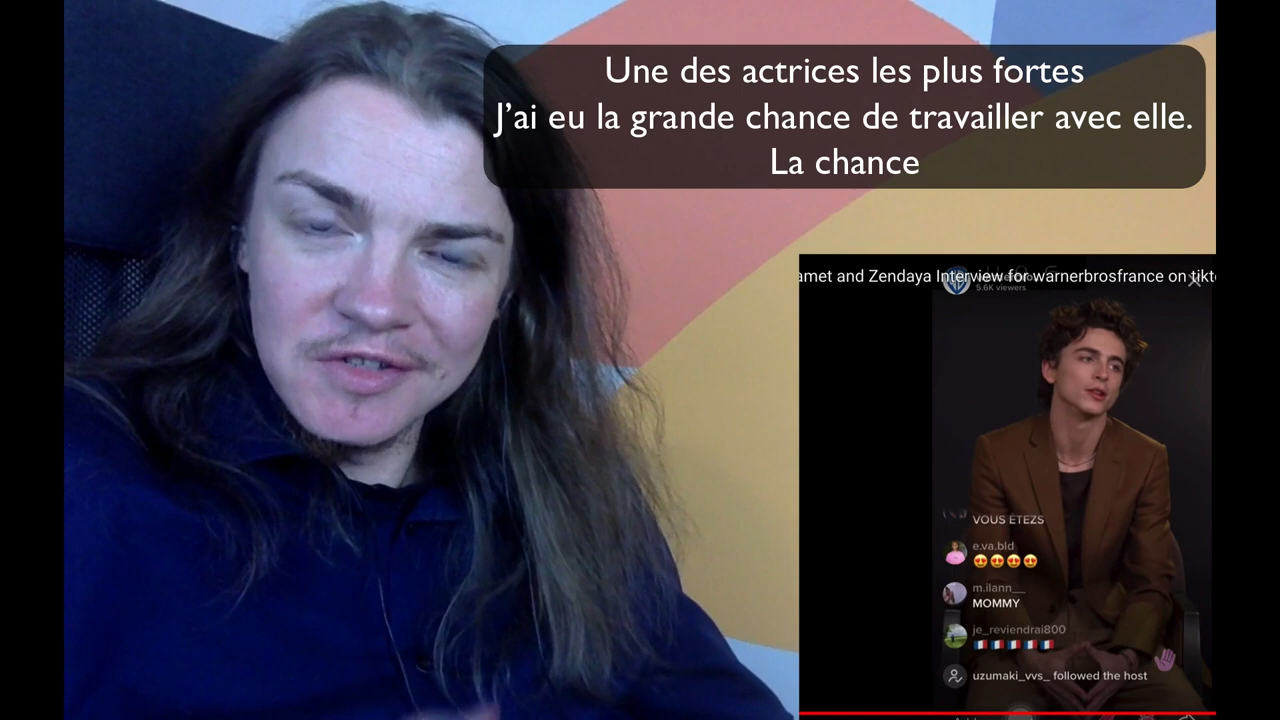 Une des actrices les plus fortes
J’ai eu la grande chance de travailler avec elle.
La chance
amet and Zendaya Interview for warnerbrosfrance on tikt
5.6K viewers
VOUS ÊTEZS
e.va.bld
😍😍😍😍
m.ilann__
MOMMY
je_reviendrai800
🇫🇷🇫🇷🇫🇷🇫🇷🇫🇷
uzumaki_vvs_ followed the host